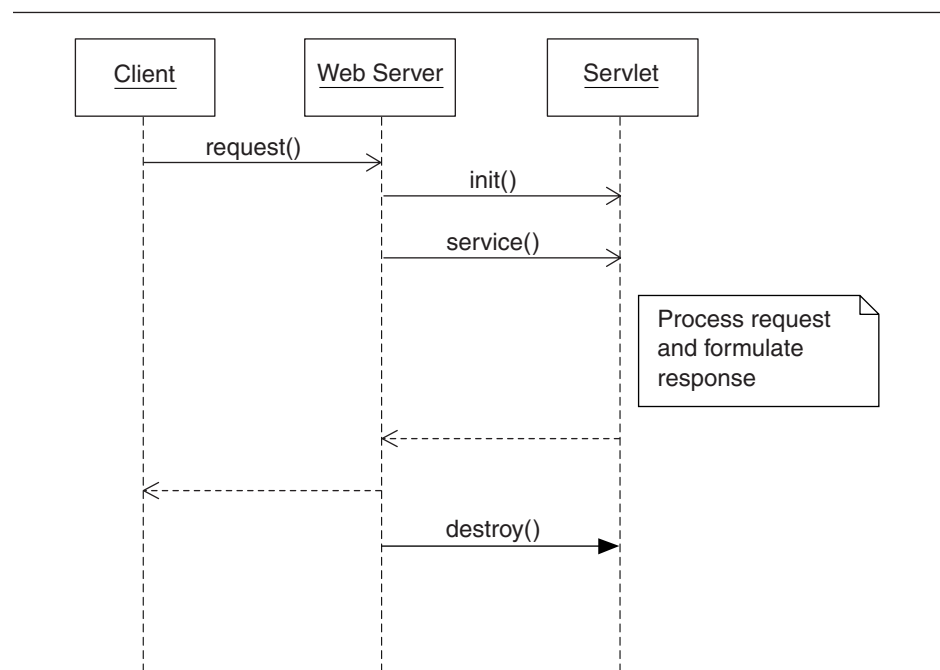 Client
Web Server
Servlet
request()
init()
service()
Process request
and formulate
response
destroy()